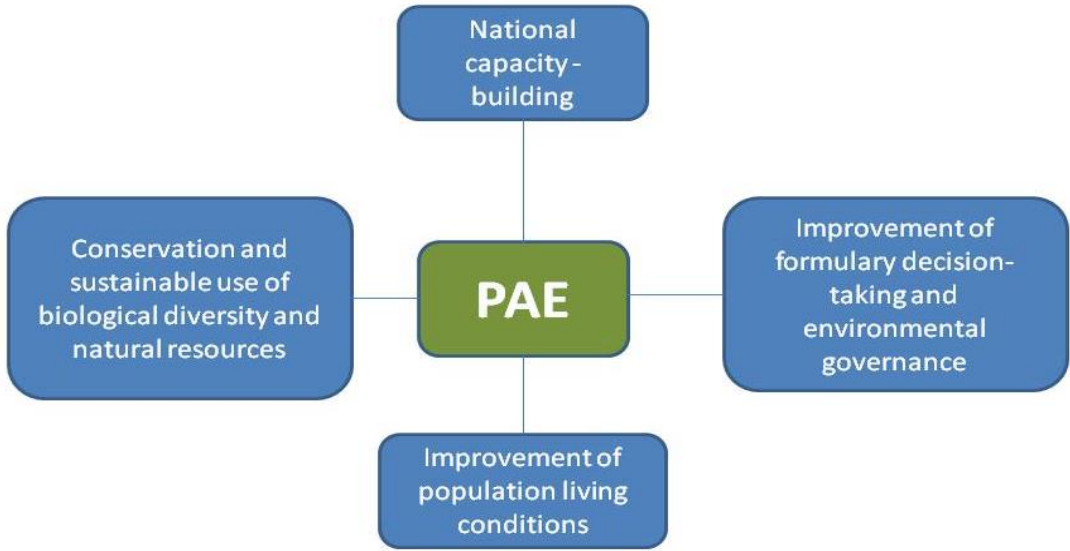 National
capacity -
building
Conservation and
sustainable use of
biological diversity and
natural resources
PAE
Improvement of
formulary decision-
taking and
environmental
governance
Improvement of
population living
conditions